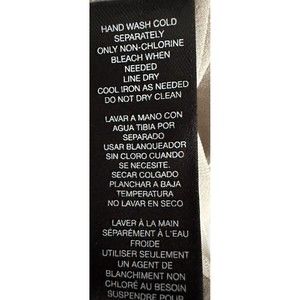 HAND WASH COLD
SEPARATELY
ONLY NON-CHLORINE
BLEACH WHEN
NEEDED
LINE DRY
COOL IRON AS NEEDED
DO NOT DRY CLEAN
LAVAR A MANO CON
AGUA TIBIA POR
SEPARADO
USAR BLANQUEADOR
SIN CLORO CUANDO
SE NECESITE.
SECAR COLGADO
PLANCHAR A BAJA
TEMPERATURA
NO LAVAR EN SECO
LAVER À LA MAIN
SÉPARÉMENT À L'EAU
FROIDE
UTILISER SEULEMENT
UN AGENT DE
BLANCHIMENT NON
CHLORÉ AU BESOIN
SUSPENDRE POUR